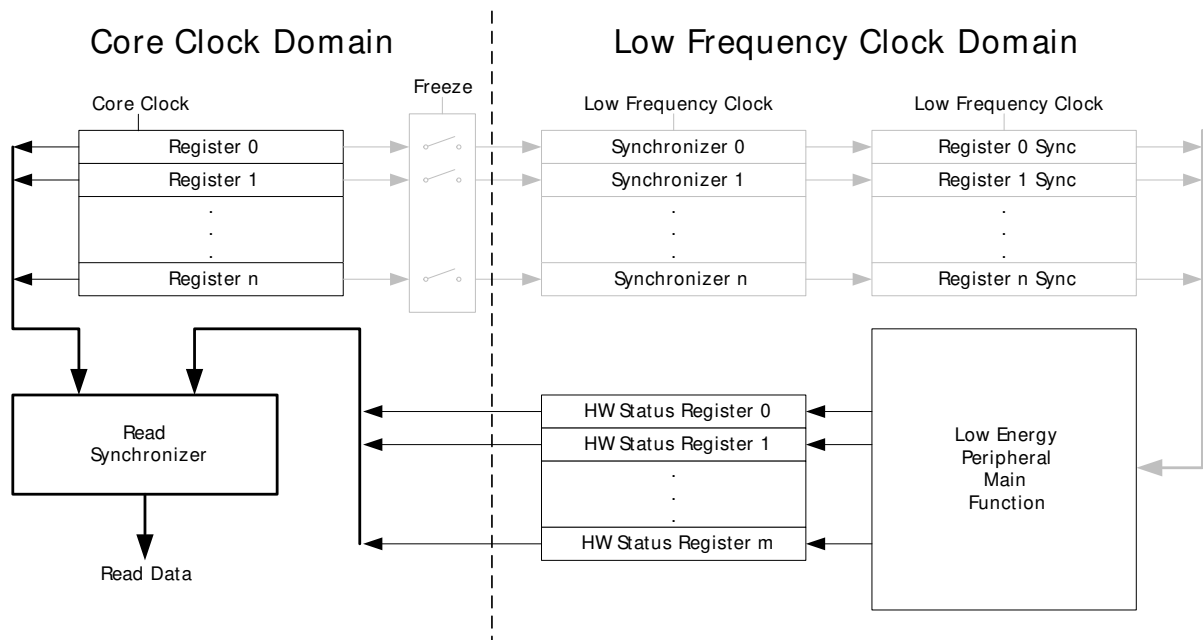 Core Clock Domain
Low Frequency Clock Domain
Freeze
Core Clock
Low Frequency Clock
Low Frequency Clock
Register 0
Synchronizer 0
Register 0 Sync
Register 1
Synchronizer 1
Register 1 Sync
.
.
.
.
.
.
.
.
.
Register n
Synchronizer n
Register n Sync
Read
Synchronizer
Read Data
HW Status Register 0
HW Status Register 1
.
.
.
HW Status Register m
Low Energy
Peripheral
Main
Function